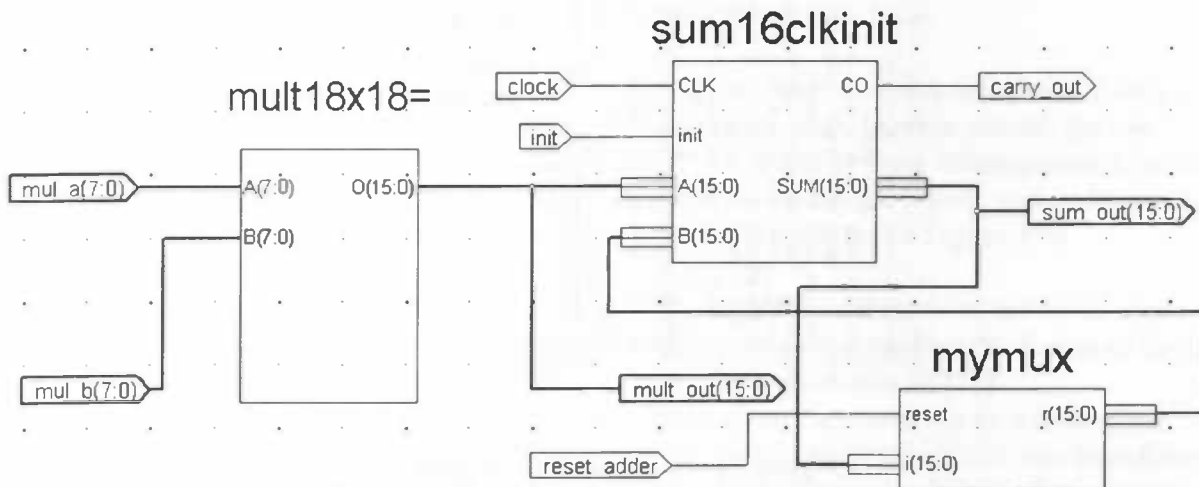 sum16clkinit
mult18x18=
clock
CLK
CO
carry_out
init
init
mul_a(7:0)
A(7:0)
O(15:0)
A(15:0)
SUM(15:0)
sum_out(15:0)
B(7:0)
B(15:0)
mymux
mul_b(7:0)
mult_out(15:0)
reset
r(15:0)
reset_adder
i(15:0)